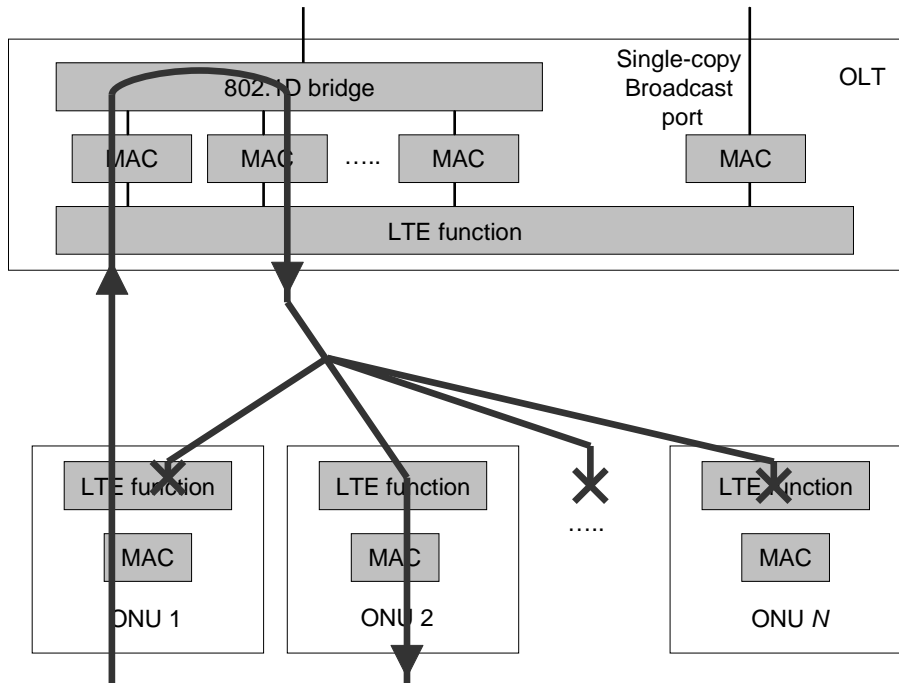 Single-copy
Broadcast
port
OLT
802.1D bridge
MAC
MAC
.....
MAC
MAC
LTE function
LTE function
LTE function
.....
LTE function
MAC
MAC
MAC
ONU 1
ONU 2
ONU N